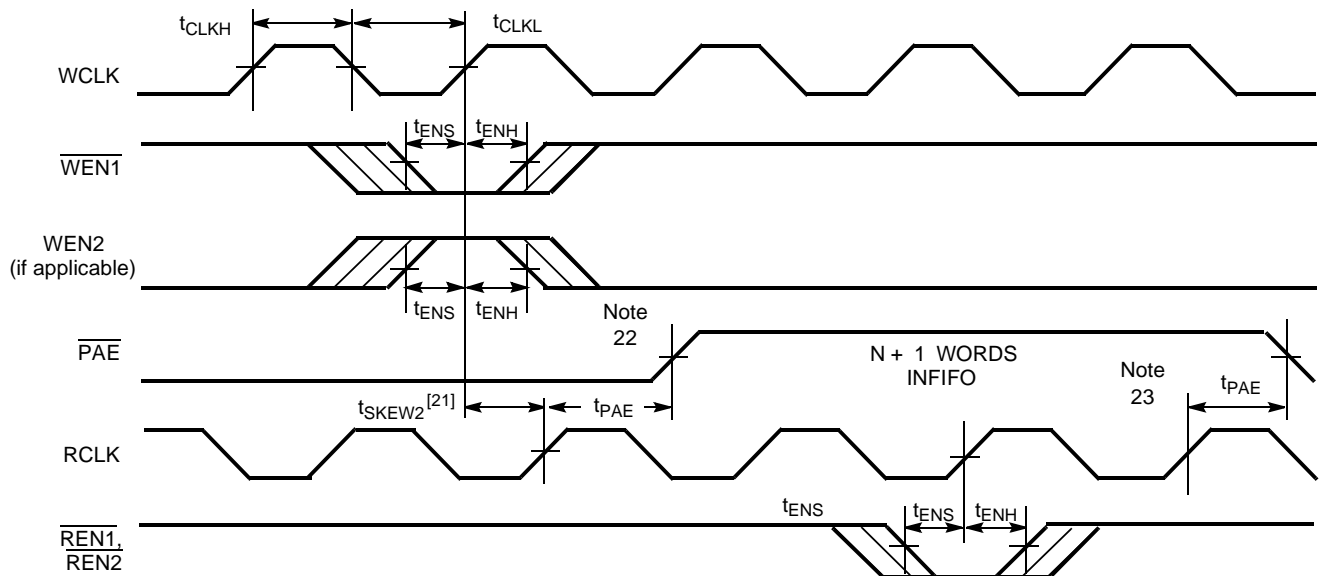 tCLKH
tCLKL
WCLK
tENS
tENH
WEN1
WEN2
(if applicable)
tENS
tENH
Note
22
PAE
N + 1 WORDS
INFIFO
Note
23
tPAE
tSKEW2[21]
tPAE
RCLK
tENS
tENS
tENH
REN1,
REN2